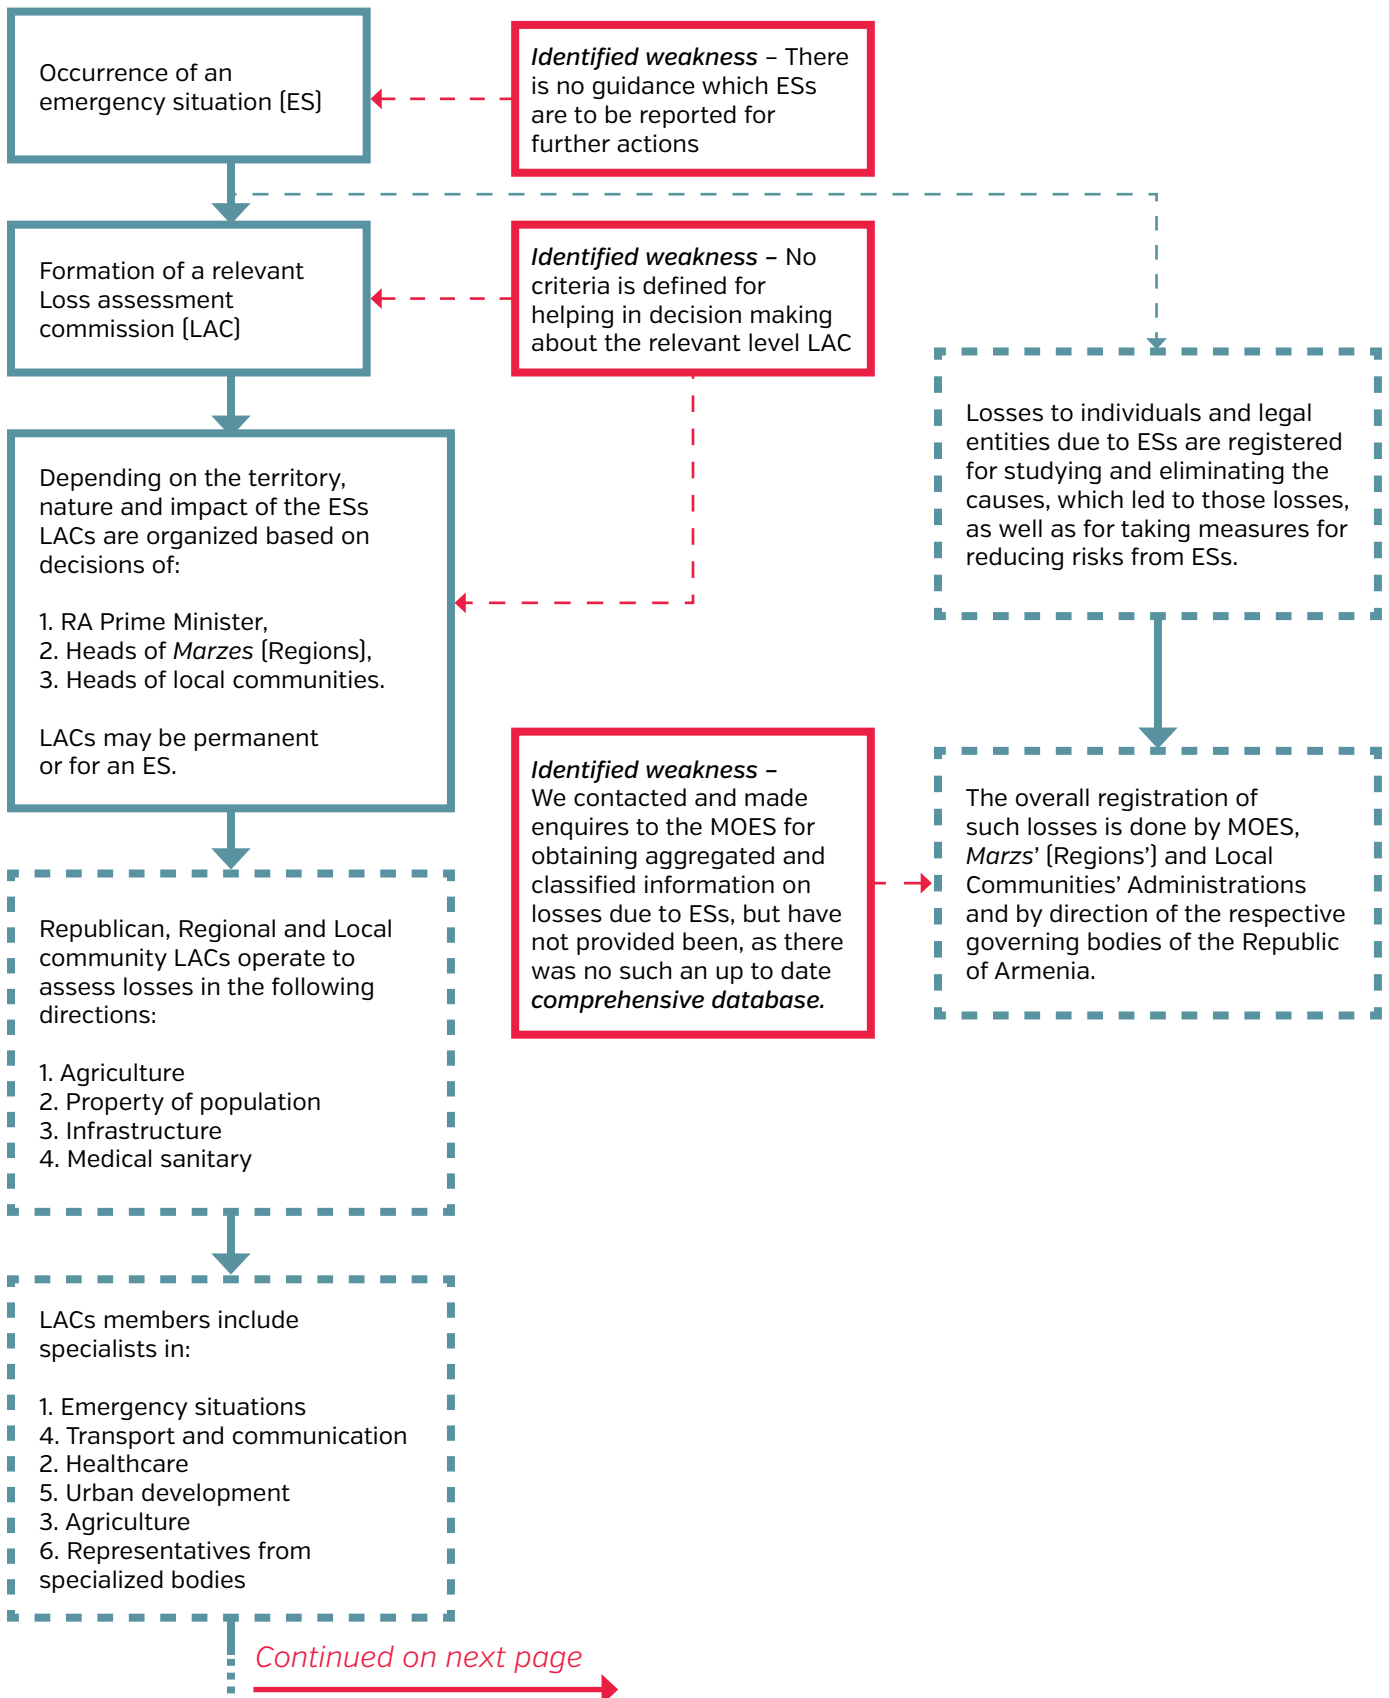 Occurrence of an
emergency situation (ES)
Identified weakness – There
is no guidance which ESs
are to be reported for
further actions
Formation of a relevant
Loss assessment
commission (LAC)
Identified weakness – No
criteria is defined for
helping in decision making
about the relevant level LAC
Depending on the territory,
nature and impact of the ESs
LACs are organized based on
decisions of:
1. RA Prime Minister,
2. Heads of Marzes (Regions),
3. Heads of local communities.
LACs may be permanent
or for an ES.
Losses to individuals and legal
entities due to ESs are registered
for studying and eliminating the
causes, which led to those losses,
as well as for taking measures for
reducing risks from ESs.
Identified weakness –
We contacted and made
enquires to the MOES for
obtaining aggregated and
classified information on
losses due to ESs, but have
not provided been, as there
was no such an up to date
comprehensive database.
The overall registration of
such losses is done by MOES,
Marzs’ (Regions’) and Local
Communities’ Administrations
and by direction of the respective
governing bodies of the Republic
of Armenia.
Republican, Regional and Local
community LACs operate to
assess losses in the following
directions:
1. Agriculture
2. Property of population
3. Infrastructure
4. Medical sanitary
LACs members include
specialists in:
1. Emergency situations
4. Transport and communication
2. Healthcare
5. Urban development
3. Agriculture
6. Representatives from
specialized bodies
Continued on next page